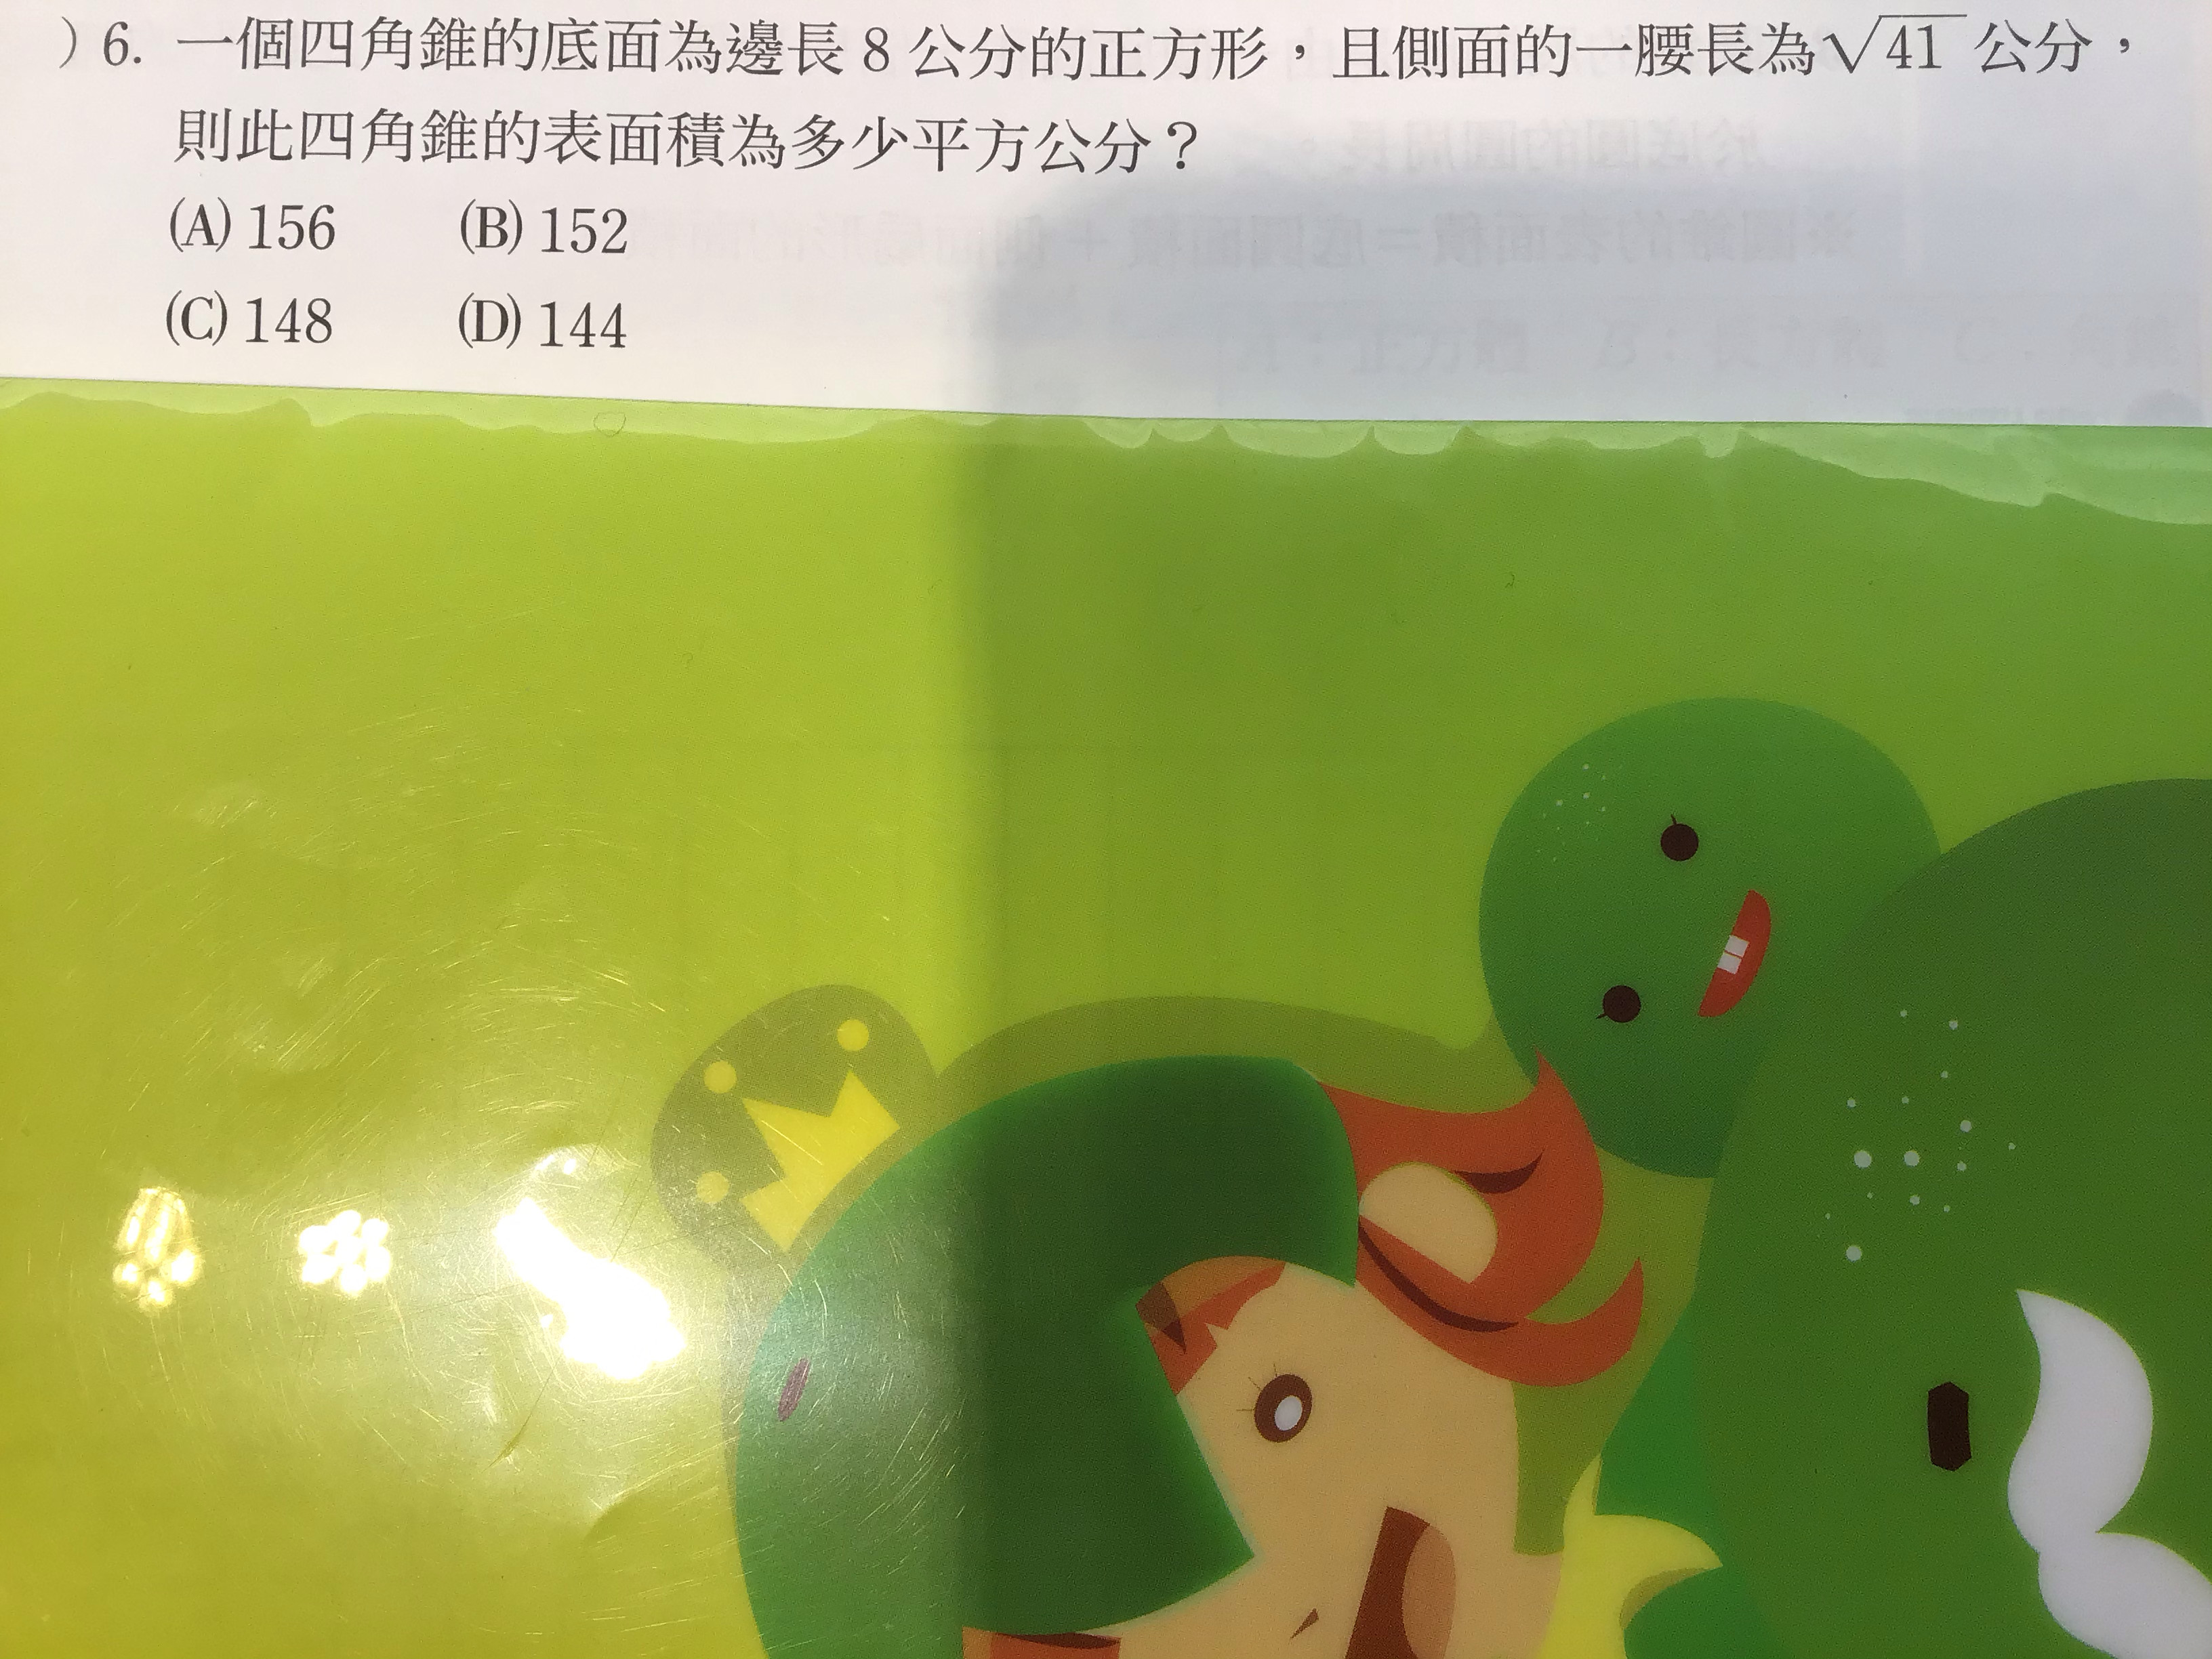 ）6. 一個四角錐的底面為邊長 8 公分的正方形，且側面的一腰長為√41 公分，
則此四角錐的表面積為多少平方公分？
(A) 156 (B) 152
(C) 148 (D) 144